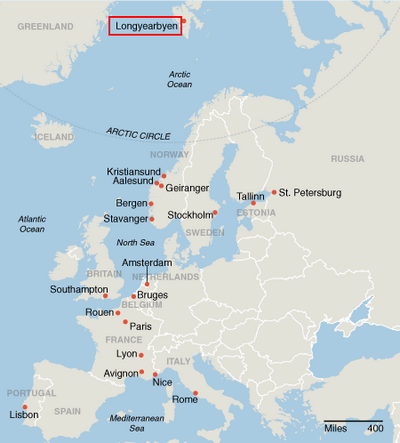 GREENLAND
Longyearbyen
Arctic
Ocean
ICELAND
ARCTIC CIRCLE
NORWAY
RUSSIA
Kristiansund
Aalesund
Geiranger
Bergen
Stavanger
Stockholm
Tallinn
St. Petersburg
ESTONIA
SWEDEN
Atlantic
Ocean
North Sea
Amsterdam
BRITAIN
NETHERLANDS
Southampton
Bruges
BELGIUM
Rouen
Paris
FRANCE
Lyon
ITALY
Avignon
Nice
PORTUGAL
Rome
Lisbon
SPAIN
Mediterranean
Sea
Miles 400